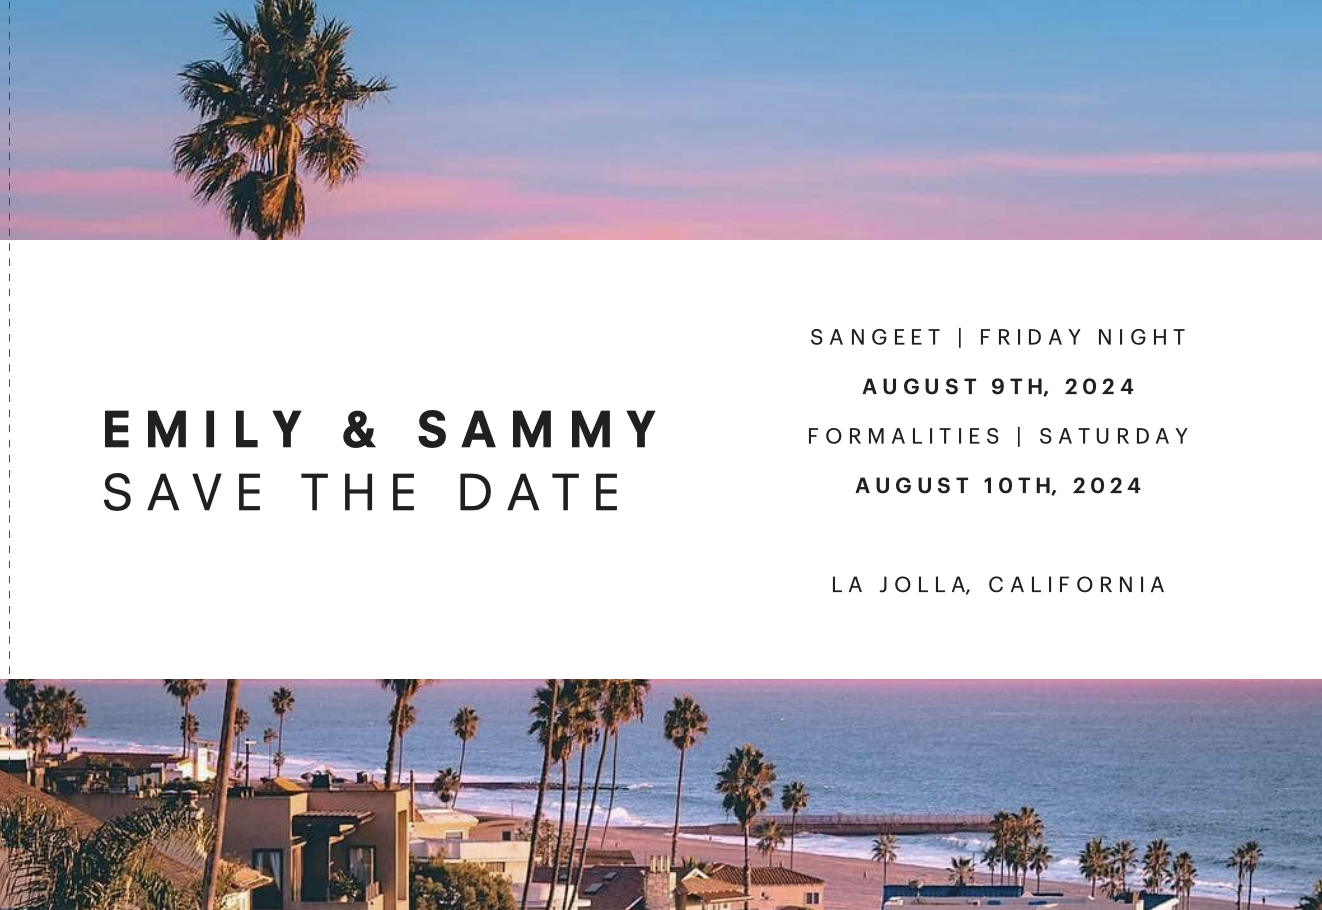 EMILY & SAMMY
SAVE THE DATE
SANGEET | FRIDAY NIGHT
AUGUST 9TH, 2024
FORMALITIES | SATURDAY
AUGUST 10TH, 2024
LA JOLLA, CALIFORNIA